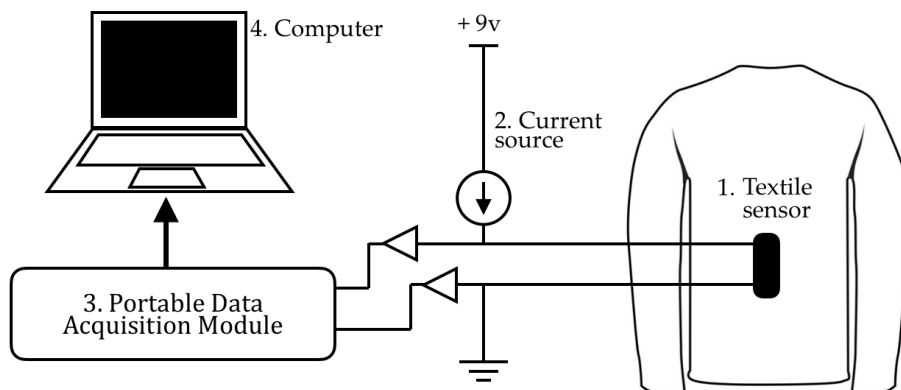 4. Computer
+ 9v
2. Current
source
1. Textile
sensor
3. Portable Data
Acquisition Module